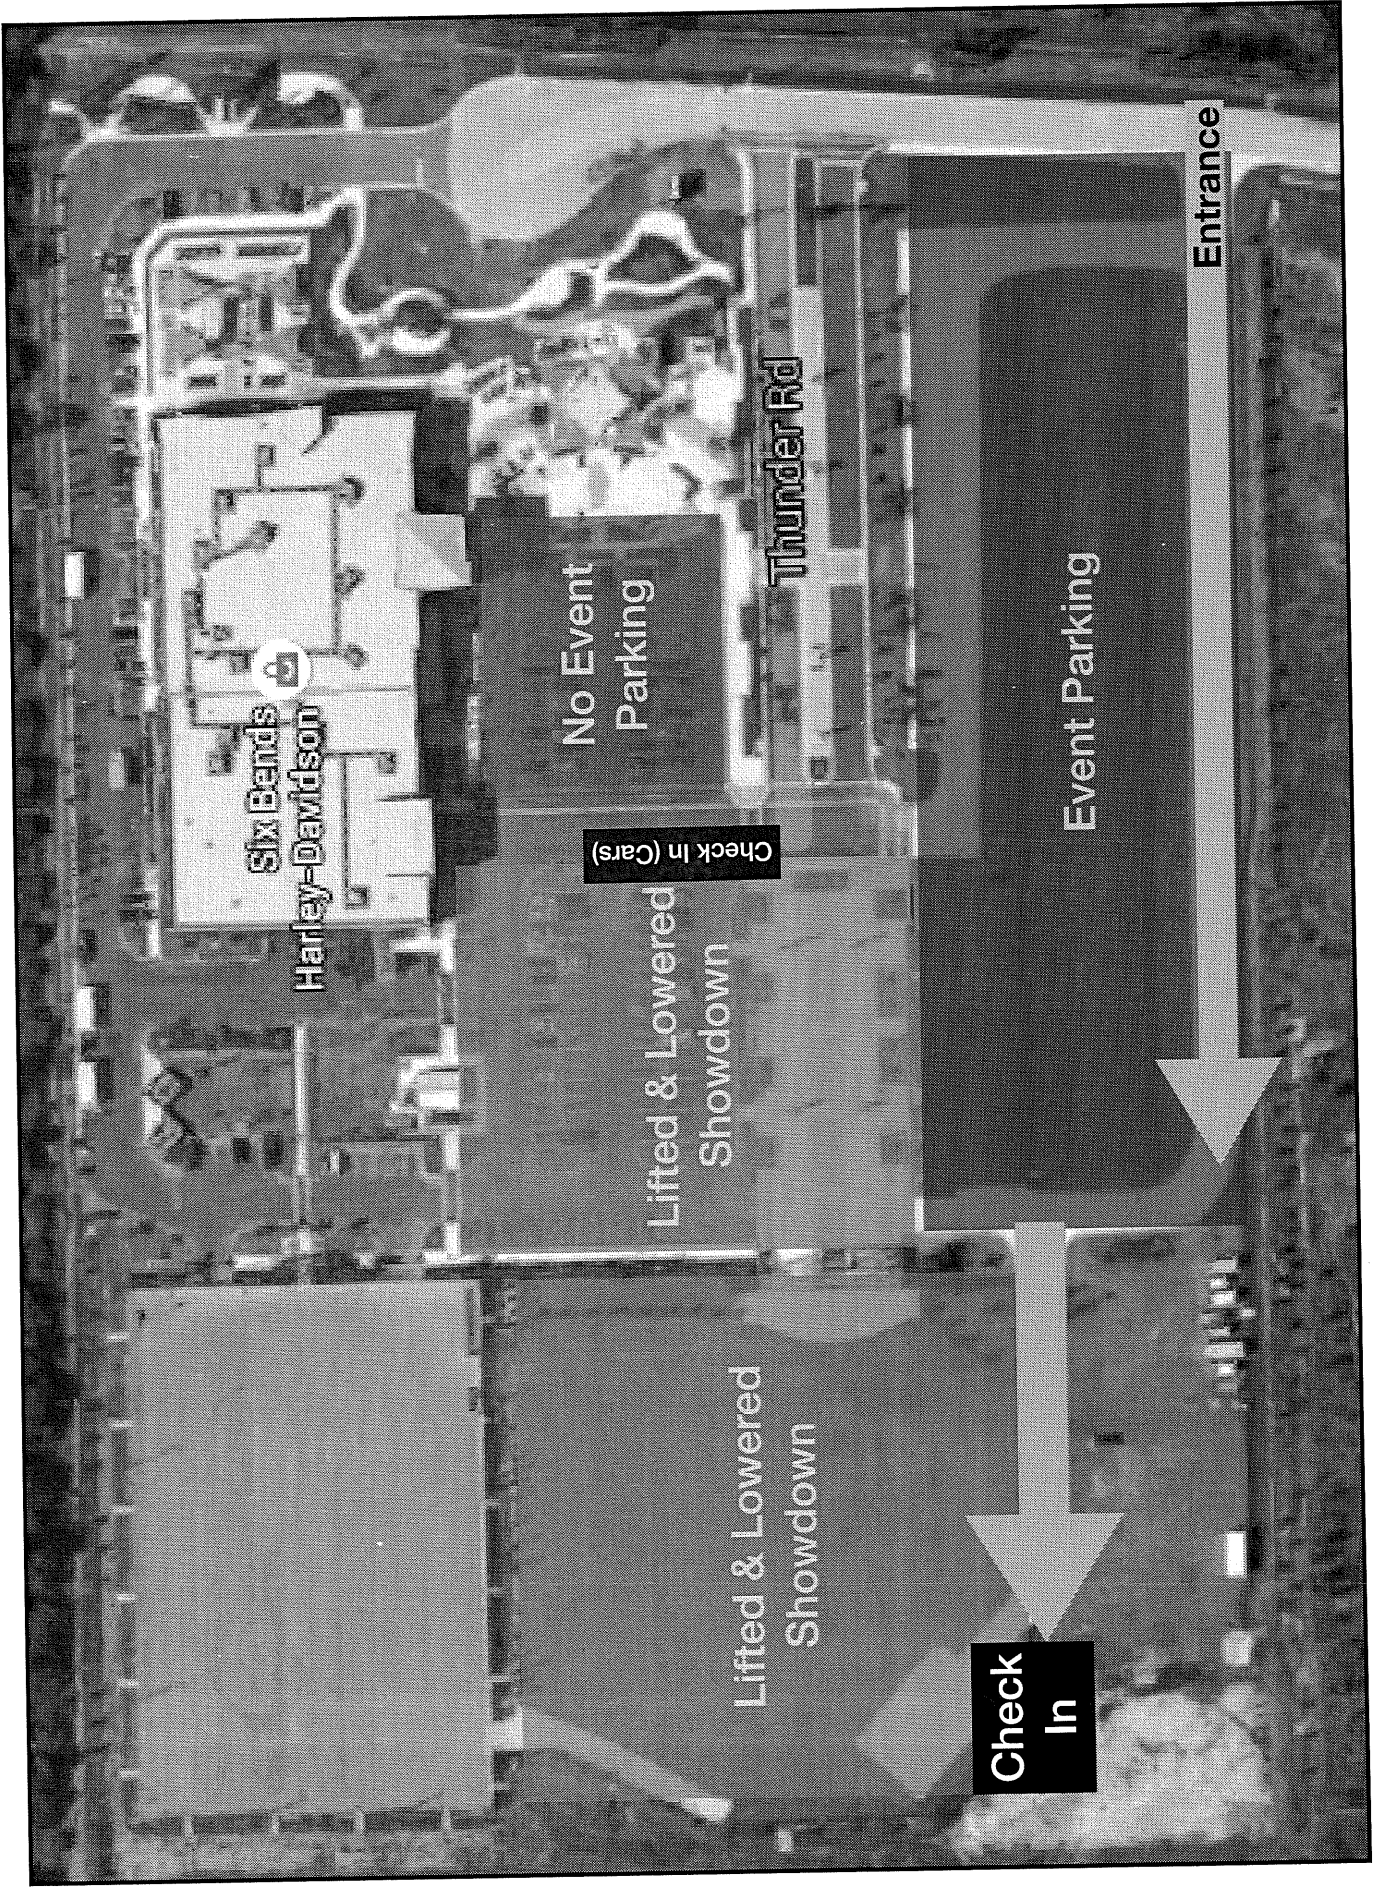 Six Bends
Harley-Davidson
No Event
Parking
Thunder Rd
Entrance
Event Parking
Check In (Cars)
Lifted & Lowered
Showdown
Lifted & Lowered
Showdown
Check
In